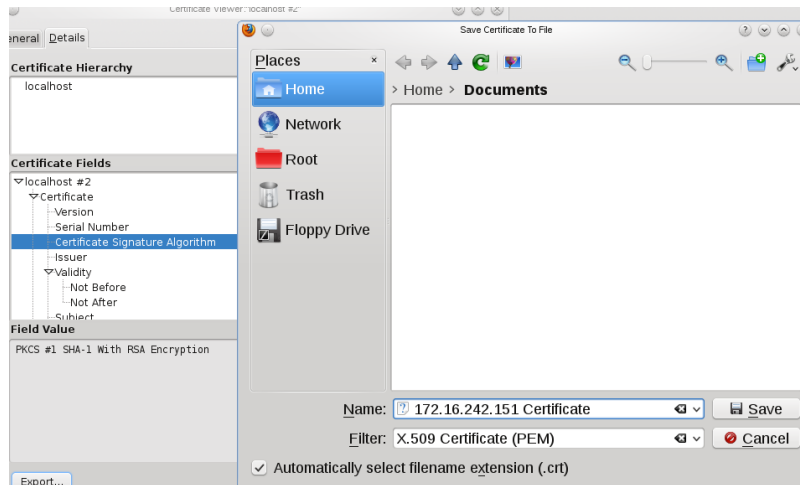 Certificate Viewer:"localhost #2"
eneral Details
Certificate Hierarchy
localhost
Certificate Fields
localhost #2
Certificate
Version
Serial Number
Certificate Signature Algorithm
Issuer
Validity
Not Before
Not After
Subject
Field Value
PKCS #1 SHA-1 With RSA Encryption
Export...
Save Certificate To File
Places
Home
Network
Root
Trash
Floppy Drive
> Home > Documents
Name: 172.16.242.151 Certificate Save
Filter: X.509 Certificate (PEM) Cancel
Automatically select filename extension (.crt)